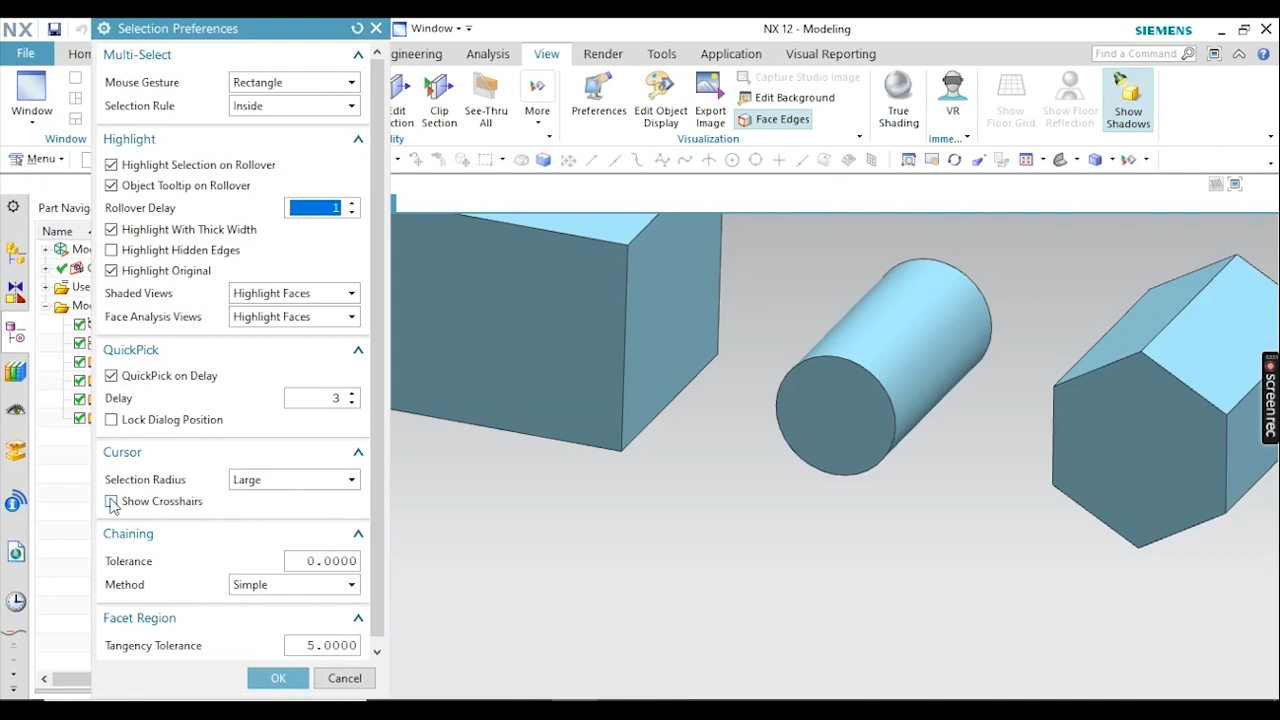 NX
Selection Preferences
Window
NX 12 - Modeling
SIEMENS
File
Analysis
View
Render
Tools
Application
Visual Reporting
Find a Command
Multi-Select
Mouse Gesture
Rectangle
Selection Rule
Inside
Highlight
Highlight Selection on Rollover
Object Tooltip on Rollover
Rollover Delay
1
Highlight With Thick Width
Highlight Hidden Edges
Highlight Original
Shaded Views
Highlight Faces
Face Analysis Views
Highlight Faces
QuickPick
QuickPick on Delay
Delay
3
Lock Dialog Position
Cursor
Selection Radius
Large
Show Crosshairs
Chaining
Tolerance
0.0000
Method
Simple
Facet Region
Tangency Tolerance
5.0000
OK
Cancel
Window
Window
Clip
Section
See-Thru
All
More
Preferences
Edit Object
Display
Export
Image
Capture Studio Image
Edit Background
Face Edges
Visualization
True
Shading
VR
Imme...
Show
Floor Grid
Show Floor
Reflection
Show
Shadows
Menu
Name
screenrec